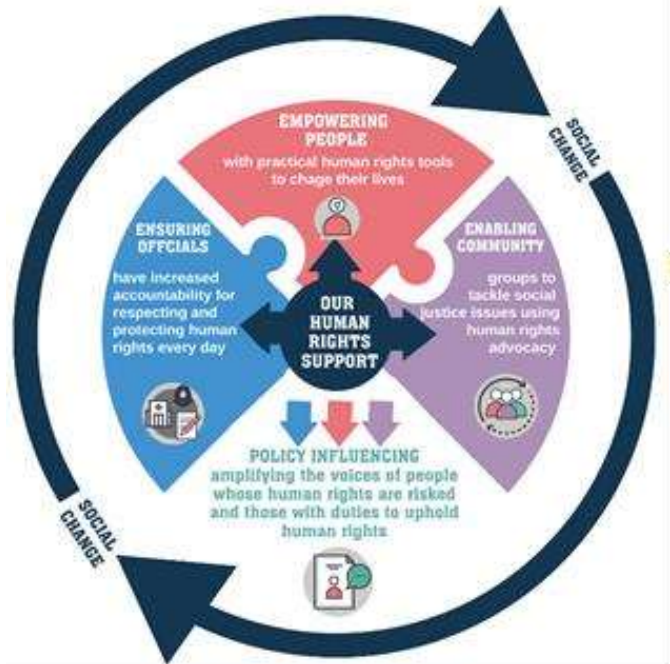 EMPOWERING
PEOPLE
with practical human rights tools
to chage their lives
SOCIAL
CHANGE
ENSURING
OFFCIALS
have increased
accountability for
respecting and
protecting human
rights every day
OUR
HUMAN
RIGHTS
SUPPORT
ENABLING
COMMUNITY
groups to
tackle social
justice issues using
human rights
advocacy
POLICY INFLUENCING
amplifying the voices of people
whose human rights are risked
and those with duties to uphold
human rights
SOCIAL
CHANGE